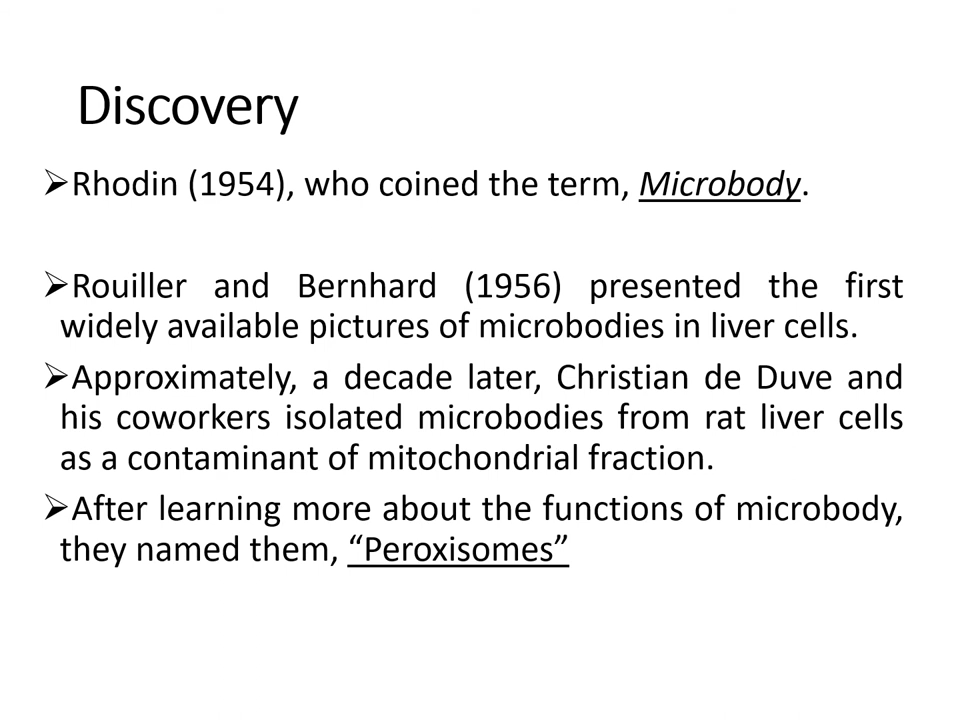 Discovery
➢Rhodin (1954), who coined the term, Microbody.
➢Rouiller and Bernhard (1956) presented the first
widely available pictures of microbodies in liver cells.
➢Approximately, a decade later, Christian de Duve and
his coworkers isolated microbodies from rat liver cells
as a contaminant of mitochondrial fraction.
➢After learning more about the functions of microbody,
they named them, “Peroxisomes”